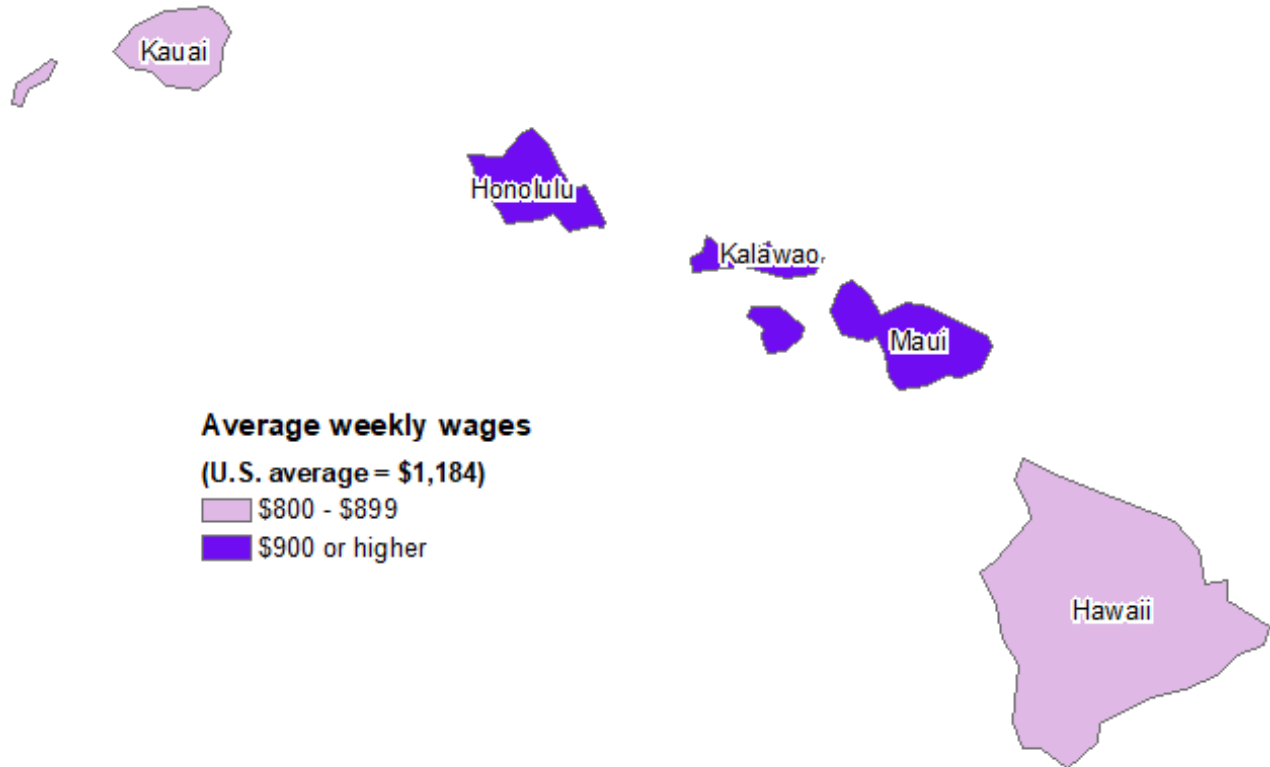 Kauai
Honolulu
Kalawao
Maui
Average weekly wages
(U.S. average = $1,184)
$800 - $899
$900 or higher
Hawaii